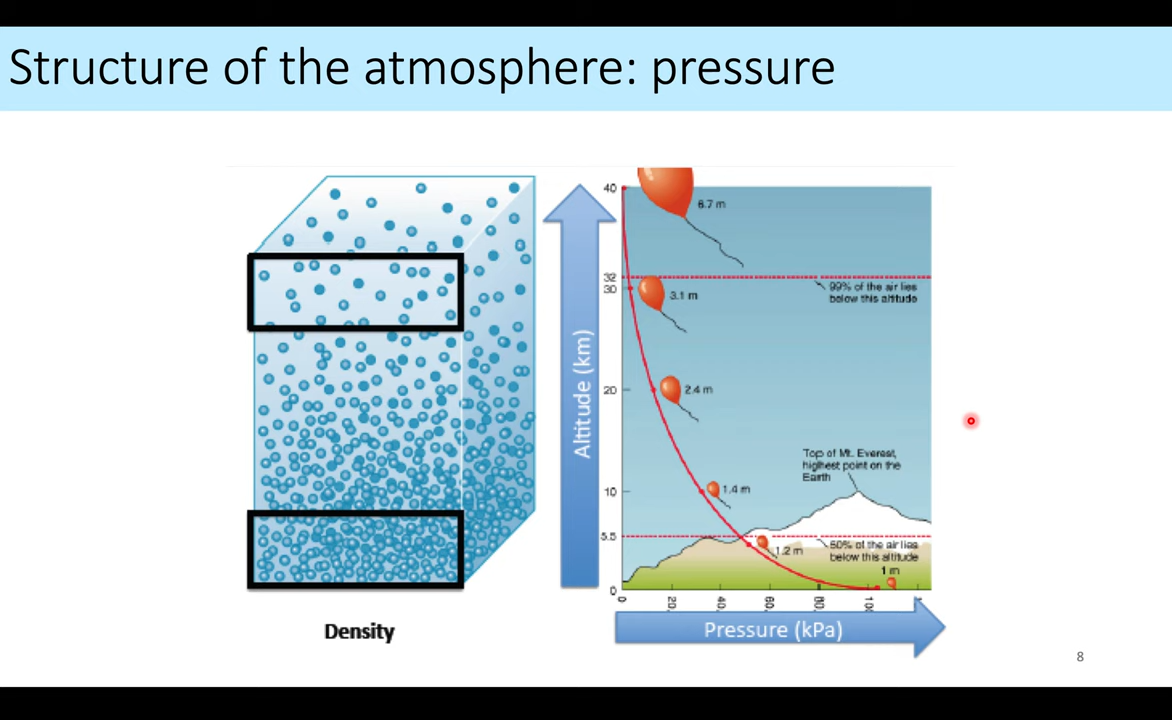 Structure of the atmosphere: pressure
40
6.7 m
32
99% of the air lies
below this altitude
30
3.1 m
Altitude (km)
20
2.4 m
Top of Mt. Everest,
highest point on the
Earth
10
1.4 m
5.5
50% of the air lies
below this altitude
1.2 m
1 m
0
0
20
40
60
80
Pressure (kPa)
Density
8